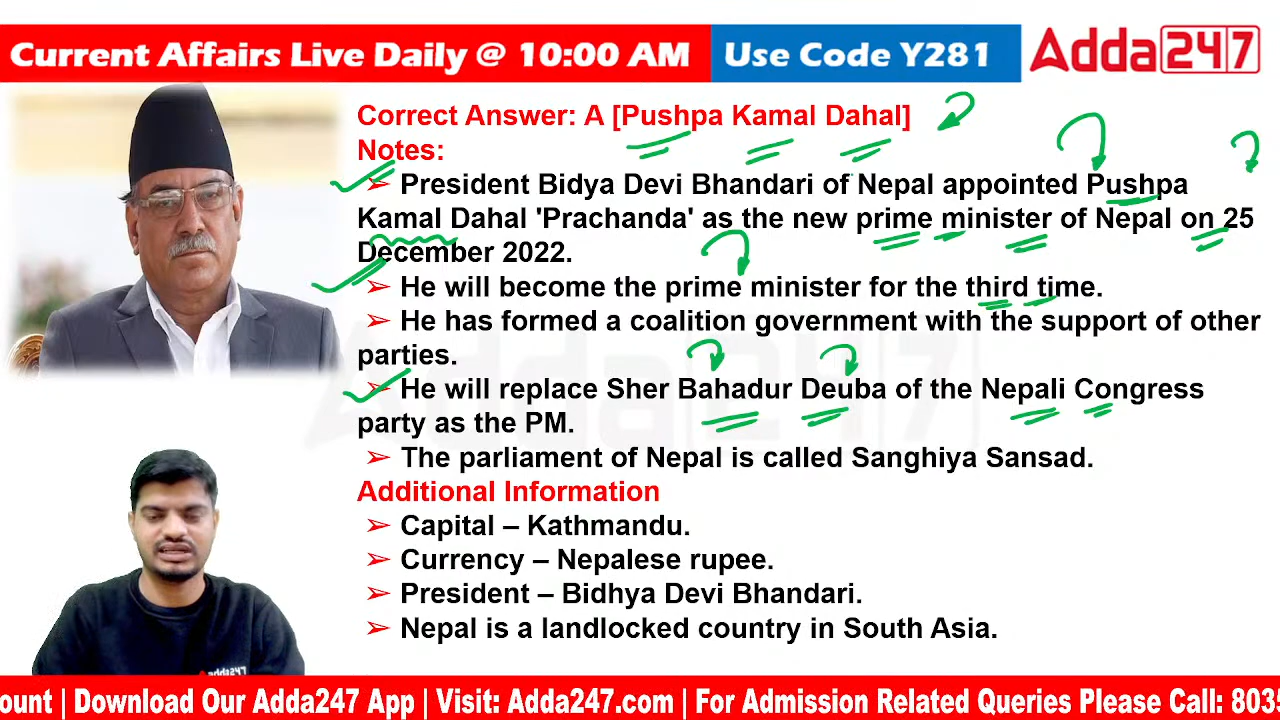 Current Affairs Live Daily @ 10:00 AM
Use Code Y281
Adda247
Correct Answer: A [Pushpa Kamal Dahal]
Notes:
➢ President Bidya Devi Bhandari of Nepal appointed Pushpa
Kamal Dahal 'Prachanda' as the new prime minister of Nepal on 25
December 2022.
➢ He will become the prime minister for the third time.
➢ He has formed a coalition government with the support of other
parties.
➢ He will replace Sher Bahadur Deuba of the Nepali Congress
party as the PM.
➢ The parliament of Nepal is called Sanghiya Sansad.
Additional Information
➢ Capital – Kathmandu.
➢ Currency – Nepalese rupee.
➢ President – Bidhya Devi Bhandari.
➢ Nepal is a landlocked country in South Asia.
Adda247
ount | Download Our Adda247 App | Visit: Adda247.com | For Admission Related Queries Please Call: 8035